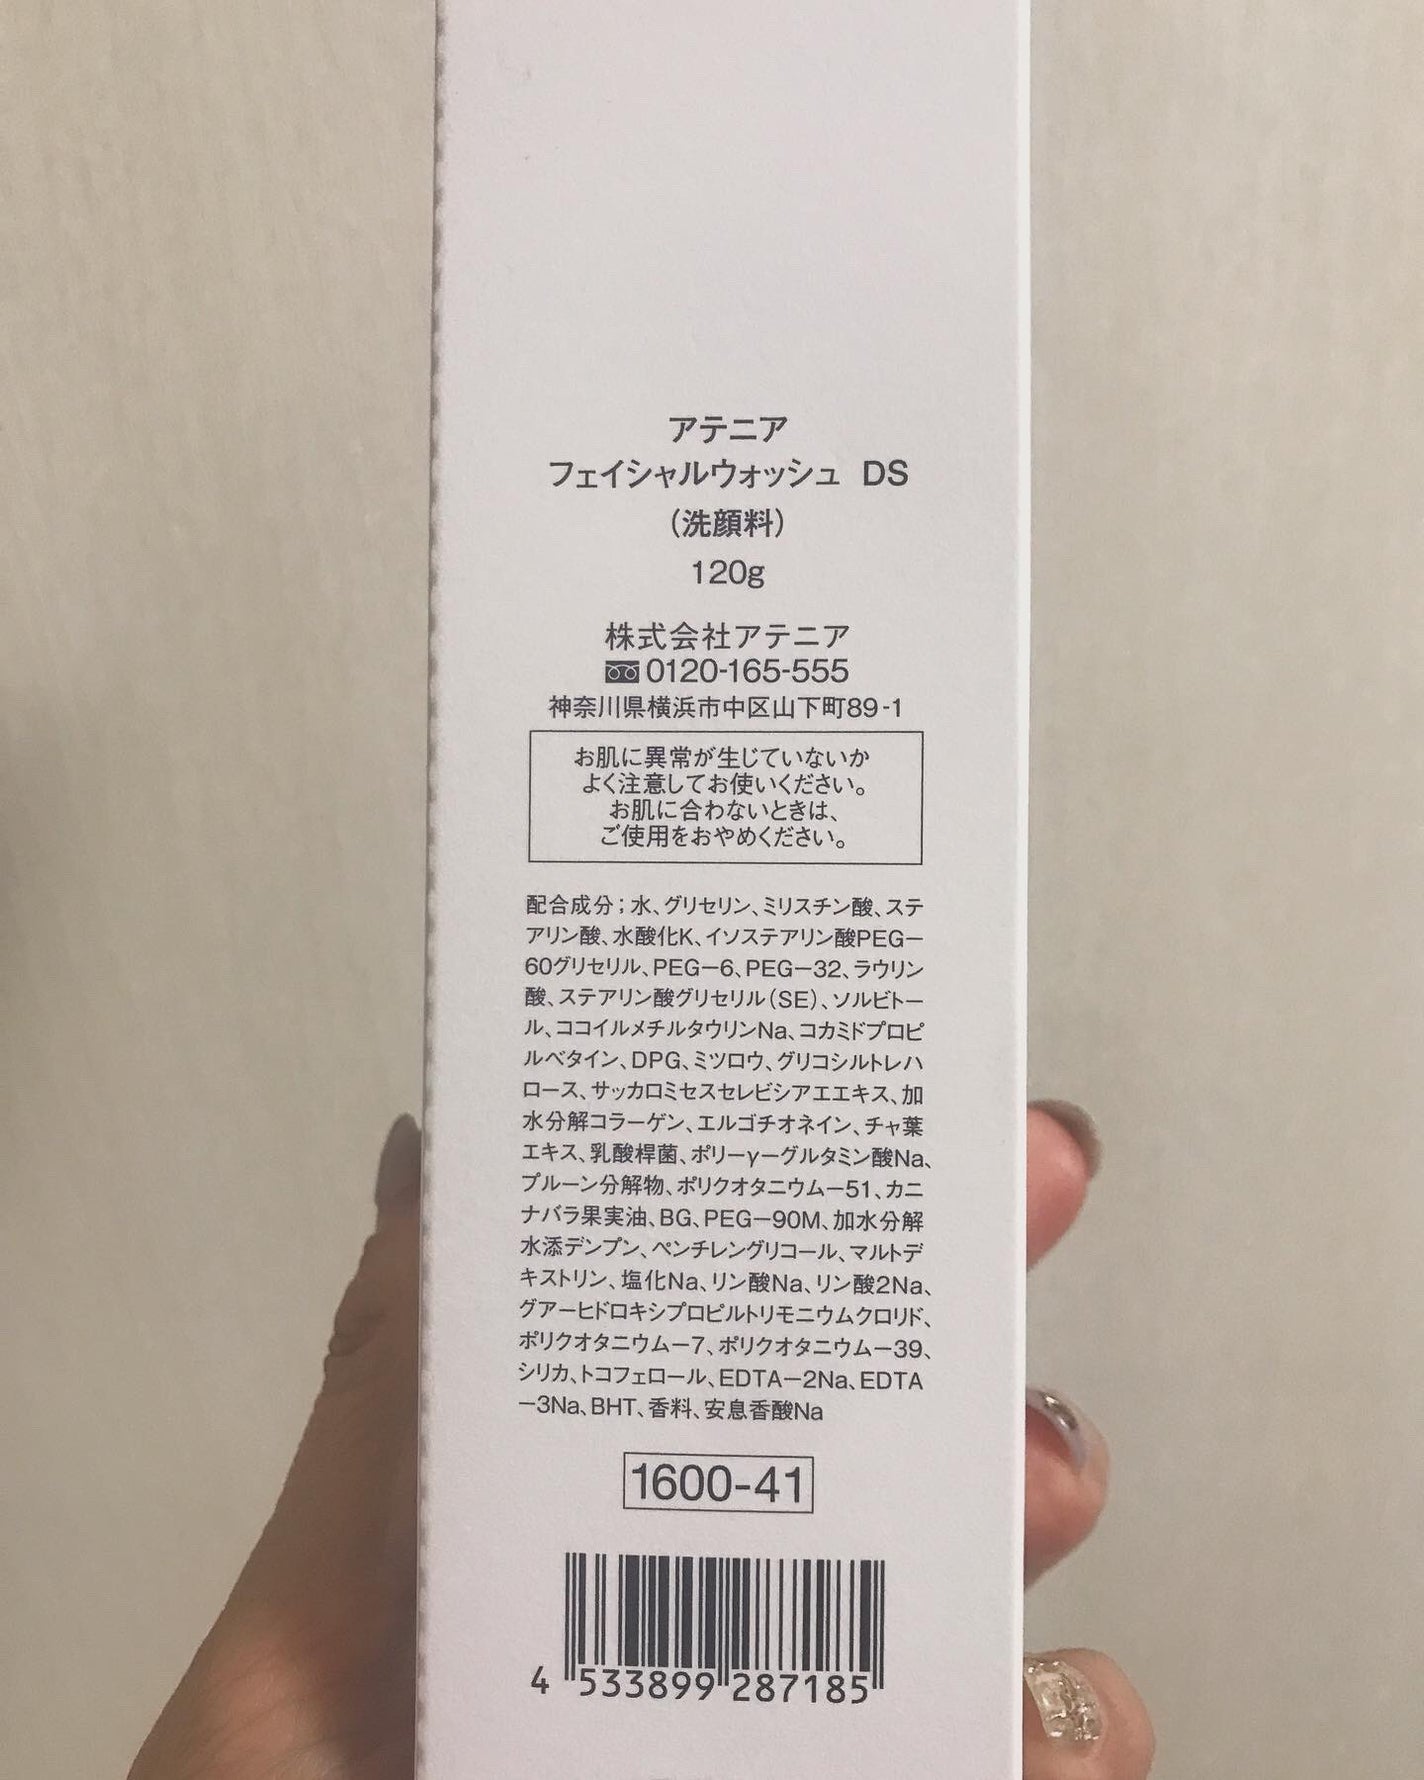 アテニア
フェイシャルウォッシュ DS
(洗顔料)
120g
株式会社アテニア
0120-165-555
神奈川県横浜市中区山下町89-1
お肌に異常が生じていないか
よく注意してお使いください。
お肌に合わないときは、
ご使用をおやめください。
配合成分；水、グリセリン、ミリスチン酸、ステ
アリン酸、水酸化K、イソステアリン酸PEG－
60グリセリル、PEG－6、PEG－32、ラウリン
酸、ステアリン酸グリセリル（SE）、ソルビトー
ル、ココイルメチルタウリンNa、コカミドプロピ
ルベタイン、DPG、ミツロウ、グリコシルトレハ
ロース、サッカロミセスセレビシアエエキス、加
水分解コラーゲン、エルゴチオネイン、チャ葉
エキス、乳酸桿菌、ポリーγーグルタミン酸Na、
プルーン分解物、ポリクオタニウム－51、カニ
ナバラ果実油、BG、PEG－90M、加水分解
水添デンプン、ペンチレングリコール、マルトデ
キストリン、塩化Na、リン酸Na、リン酸2Na、
グアーヒドロキシプロピルトリモニウムクロリド、
ポリクオタニウム－7、ポリクオタニウム－39、
シリカ、トコフェロール、EDTA－2Na、EDTA
－3Na、BHT、香料、安息香酸Na
1600-41
4 533899 287185